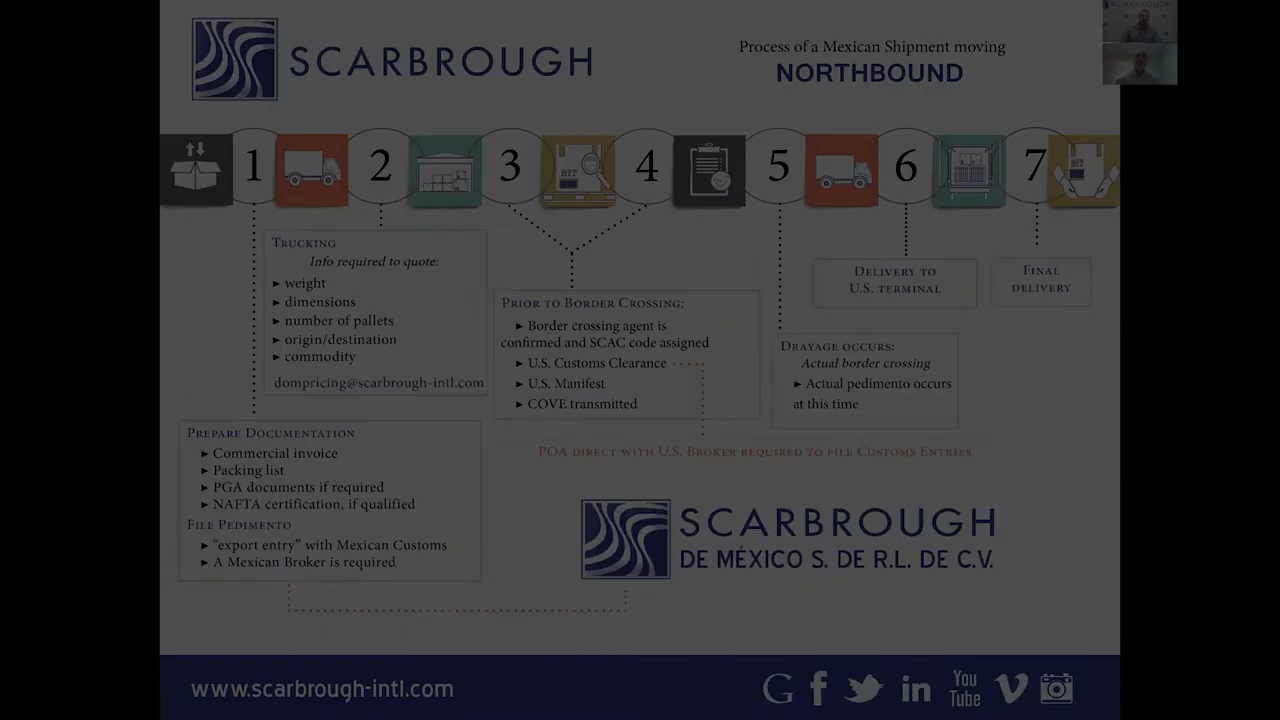 SCARBROUGH
Process of a Mexican Shipment moving
NORTHBOUND
SCARBROUGH
1 2 3 4 5 6 7
TRUCKING
Info required to quote:
► weight
► dimensions
► number of pallets
► origin/destination
► commodity
dompricing@scarbrough-intl.com
PRIOR TO BORDER CROSSING:
► Border crossing agent is
confirmed and SCAC code assigned
► U.S. Customs Clearance
► U.S. Manifest
► COVE transmitted
DELIVERY TO
U.S. TERMINAL
FINAL
DELIVERY
DRAYAGE OCCURS:
Actual border crossing
► Actual pedimento occurs
at this time
PREPARE DOCUMENTATION
► Commercial invoice
► Packing list
► PGA documents if required
► NAFTA certification, if qualified
FILE PEDIMENTO
► “export entry” with Mexican Customs
► A Mexican Broker is required
POA DIRECT WITH U.S. BROKER REQUIRED TO FILE CUSTOMS ENTRIES
SCARBROUGH
DE MÉXICO S. DE R.L. DE C.V.
www.scarbrough-intl.com
G f in You
Tube